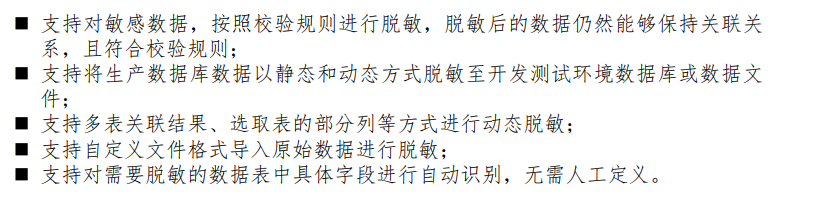 ■ 支持对敏感数据，按照校验规则进行脱敏，脱敏后的数据仍然能够保持关联关
系，且符合校验规则；
■ 支持将生产数据库数据以静态和动态方式脱敏至开发测试环境数据库或数据文
件；
■ 支持多表关联结果、选取表的部分列等方式进行动态脱敏；
■ 支持自定义文件格式导入原始数据进行脱敏；
■ 支持对需要脱敏的数据表中具体字段进行自动识别，无需人工定义。